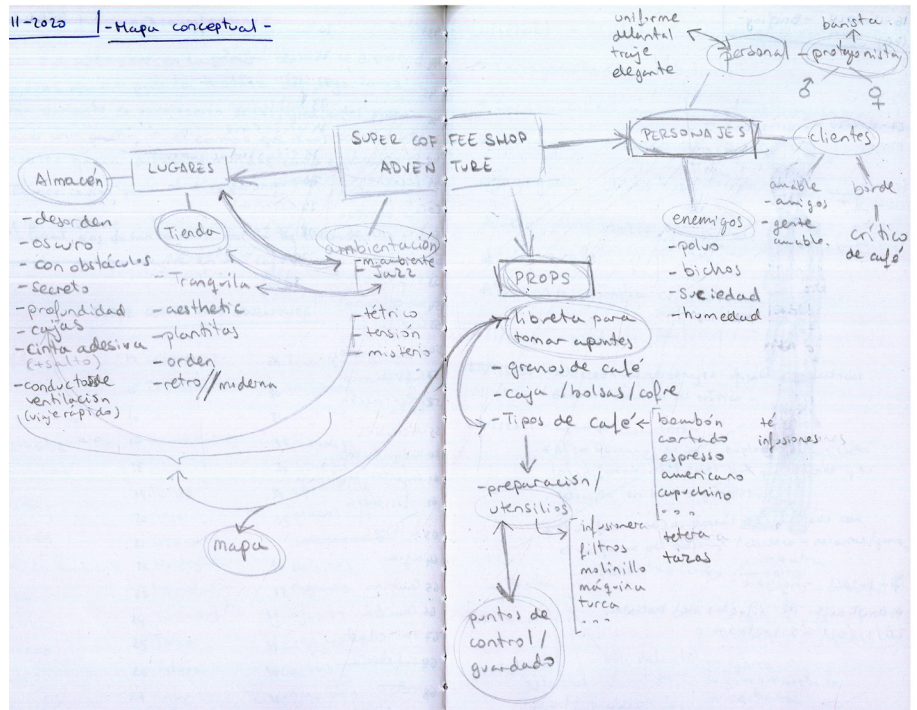 11-2020
-Mapa conceptual-
SUPER COFFEE SHOP
ADVENTURE
LUGARES
Almacén
-desorden
-oscuro
-con obstáculos
-secreto
-profundidad
-cajas
-cinta adesiva
(+salto)
-conductos de
ventilación
(viaje rápido)
Tienda
-Tranquila
-aesthetic
-plantitas
-orden
-retro//moderna
ambientación
-m.ambiente
-Jazz
-tétrico
-tensión
-misterio
mapa
PERSONAJES
personal - protagonista
uniforme
delantal
traje
elegante
barista
♂
♀
Clientes
amable
-amigos
-gente
amable.
borde
crítico
de café
enemigos
-polvo
-bichos
-suciedad
-humedad
PROPS
-libreta para
tomar apuntes
-granos de café
-caja/bolsas/cofre
-Tipos de café
bombón
cortado
espresso
americano
capuchino
...
té
infusiones
-preparación/
utensilios
infusionera
filtros
molinillo
máquina
turca
...
tetera
tazas
puntos de
control/
guardado